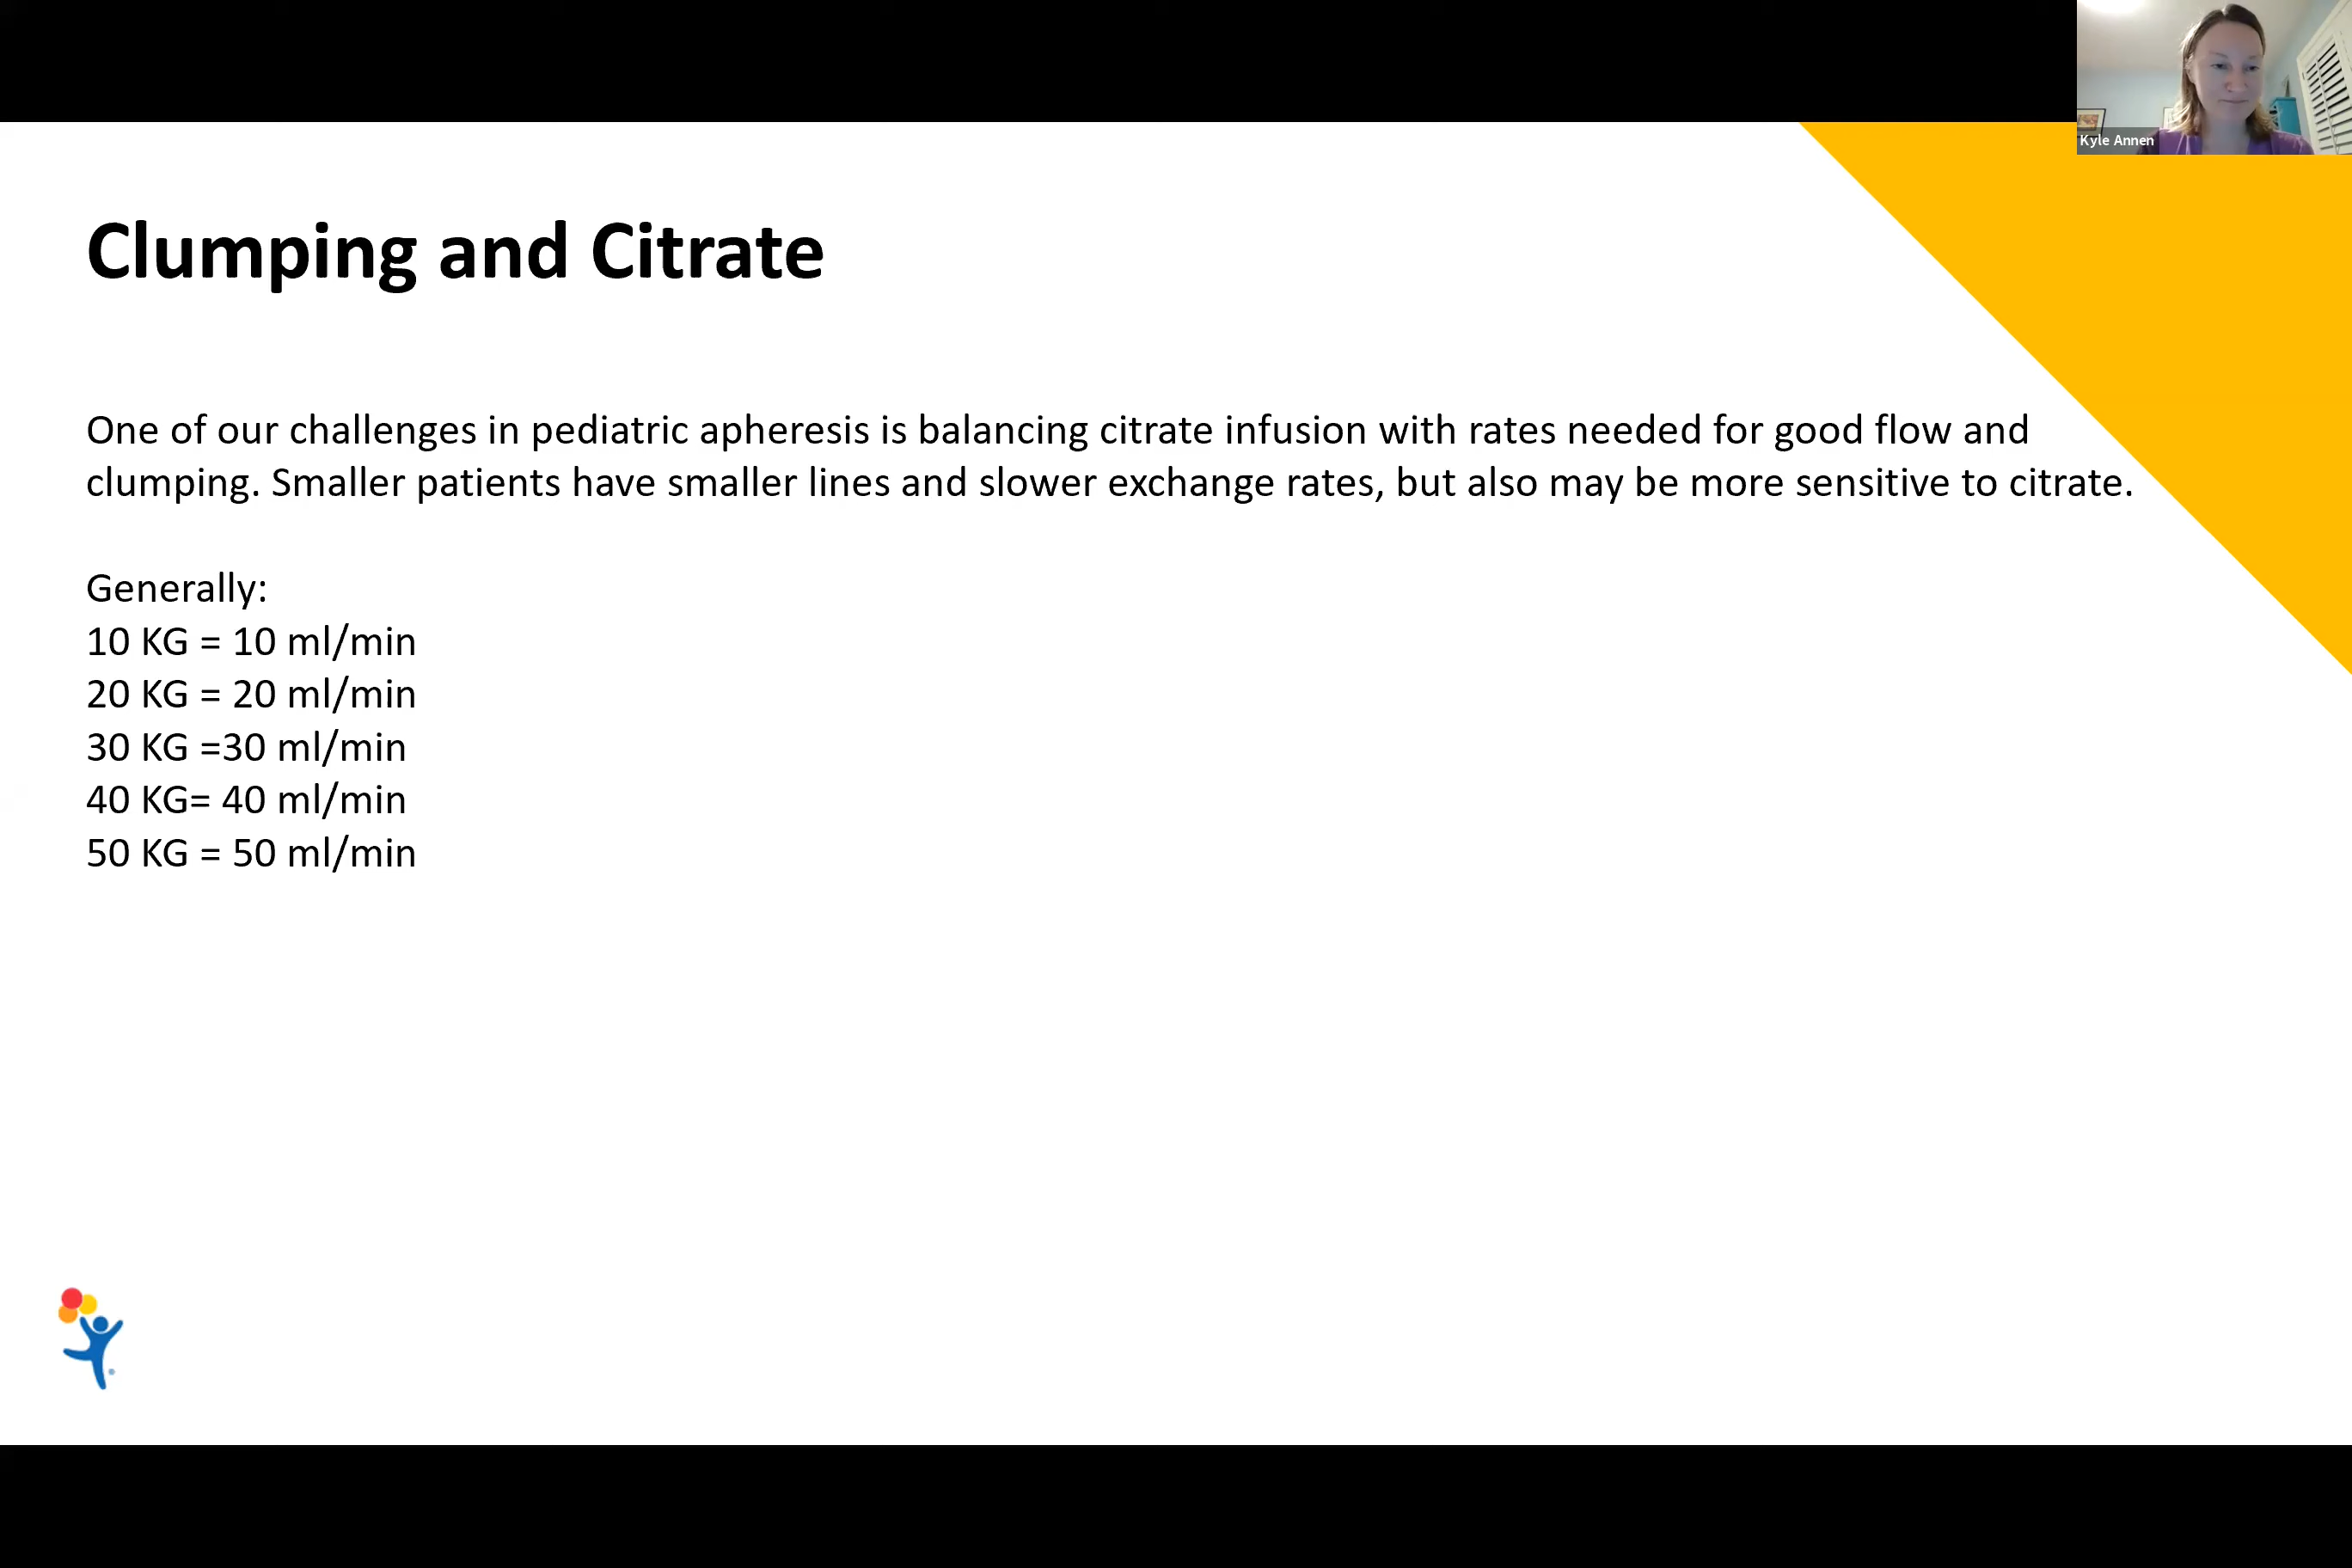 Kyle Annen
Clumping and Citrate
One of our challenges in pediatric apheresis is balancing citrate infusion with rates needed for good flow and
clumping. Smaller patients have smaller lines and slower exchange rates, but also may be more sensitive to citrate.
Generally:
10 KG = 10 ml/min
20 KG = 20 ml/min
30 KG =30 ml/min
40 KG= 40 ml/min
50 KG = 50 ml/min